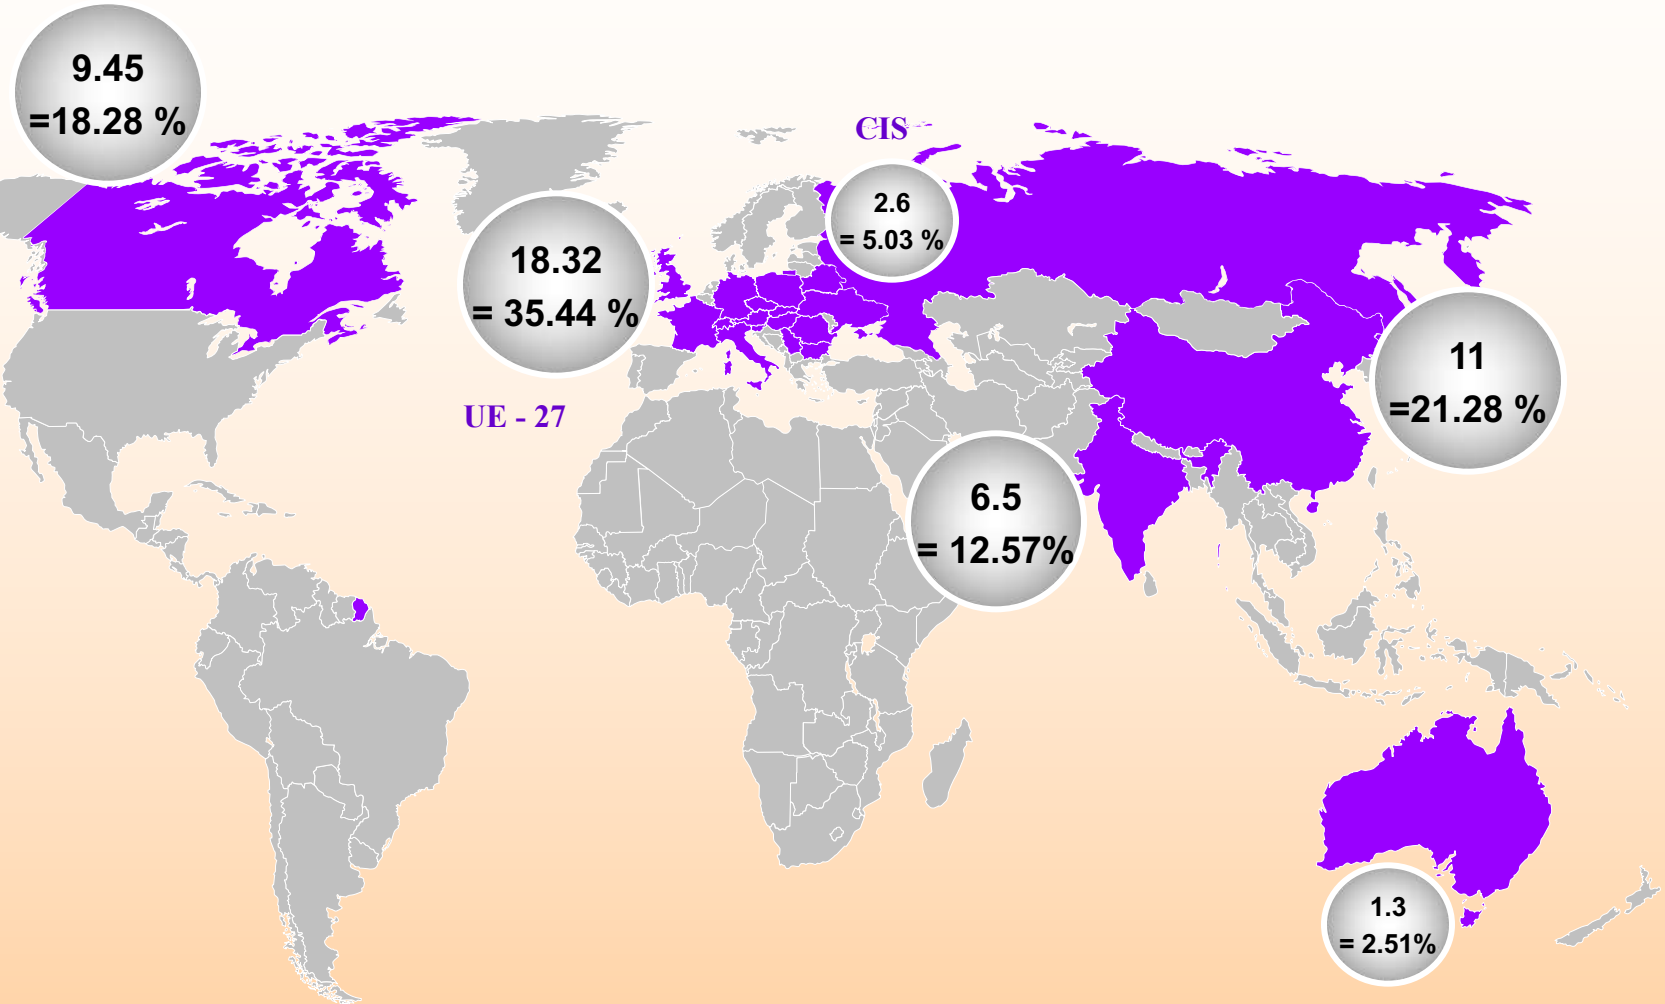 9.45
=18.28 %
CIS
2.6
= 5.03 %
18.32
= 35.44 %
UE - 27
11
=21.28 %
6.5
= 12.57%
1.3
= 2.51%